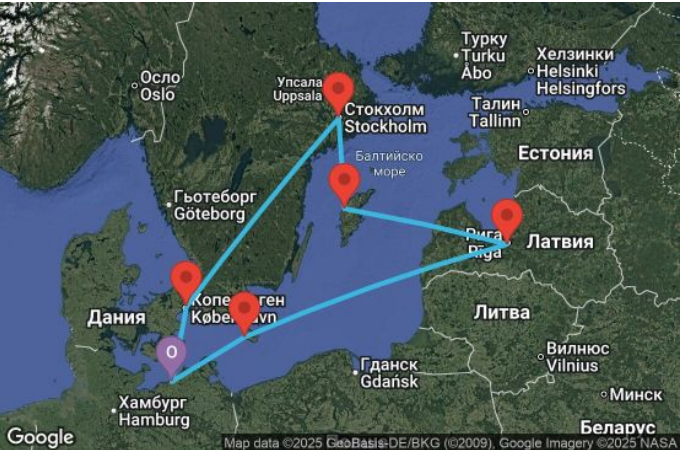 Турку
Turku
Åbo
Хелзинки
Helsinki
Helsingfors
Осло
Oslo
Упсала
Uppsala
Стокхолм
Stockholm
Талин
Tallinn
Балтийско
море
Естония
Гьотеборг
Göteborg
Рига
Rīga
ЛАТВИЯ
Дания
Копенхаген
København
Литва
O
Вилнюс
Vilnius
Гданск
Gdańsk
Минск
Хамбург
Hamburg
Беларус
Google
Map data ©2025 GeoBasis-DE/BKG (©2009), Google Imagery ©2025 NASA